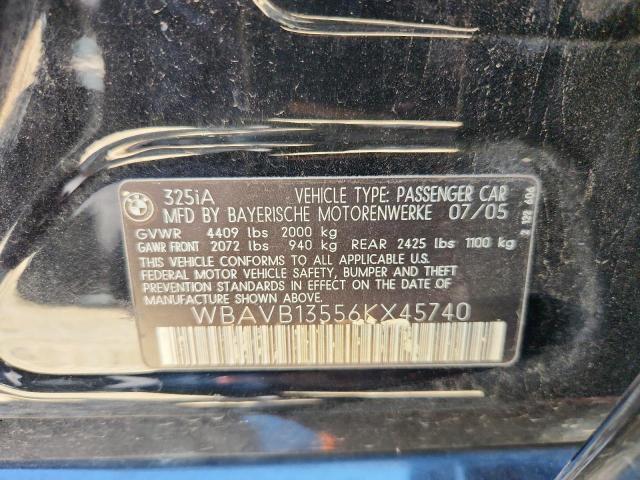 325iA VEHICLE TYPE: PASSENGER CAR
MFD BY BAYERISCHE MOTORENWERKE 07/05
GVWR 4409 lbs 2000 kg
GAWR FRONT 2072 lbs 940 kg REAR 2425 lbs 1100 kg
THIS VEHICLE CONFORMS TO ALL APPLICABLE U.S.
FEDERAL MOTOR VEHICLE SAFETY, BUMPER AND THEFT
PREVENTION STANDARDS IN EFFECT ON THE DATE OF
MANUFACTURE SHOWN ABOVE.
WBAVB13556KX45740